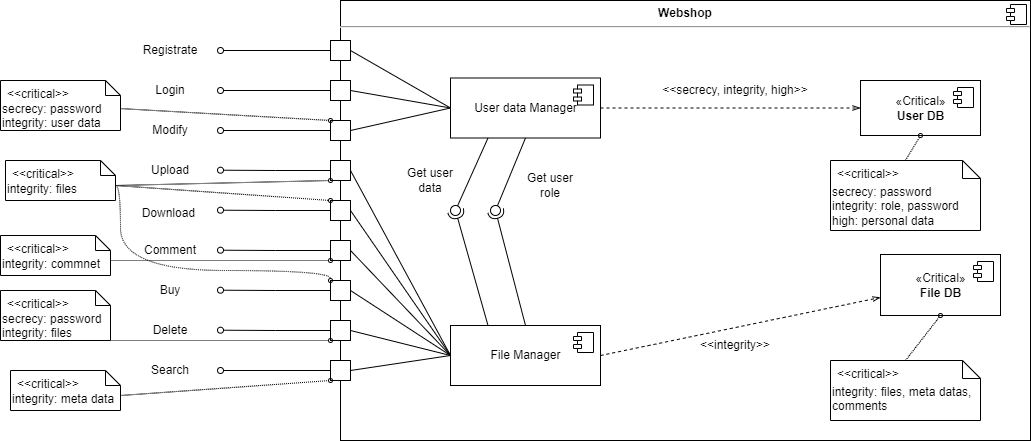 Webshop
Registrate
Login
Modify
Upload
Download
Comment
Buy
Delete
Search
<<critical>>
secrecy: password
integrity: user data
<<critical>>
integrity: files
<<critical>>
integrity: commnet
<<critical>>
secrecy: password
integrity: files
<<critical>>
integrity: meta data
User data Manager
Get user
data
Get user
role
File Manager
<<secrecy, integrity, high>>
«Critical»
User DB
<<critical>>
secrecy: password
integrity: role, password
high: personal data
«Critical»
File DB
<<integrity>>
<<critical>>
integrity: files, meta datas,
comments